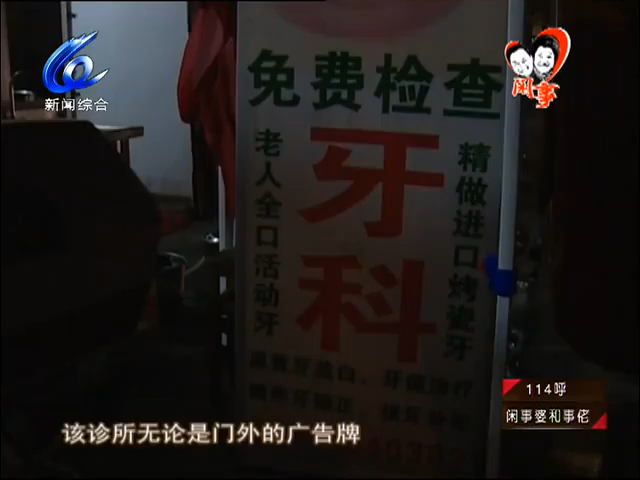 新闻综合
闲事
免费检查
老人全口活动牙
牙科
精做进口烤瓷牙
114呼
闲事婆和事佬
该诊所无论是门外的广告牌